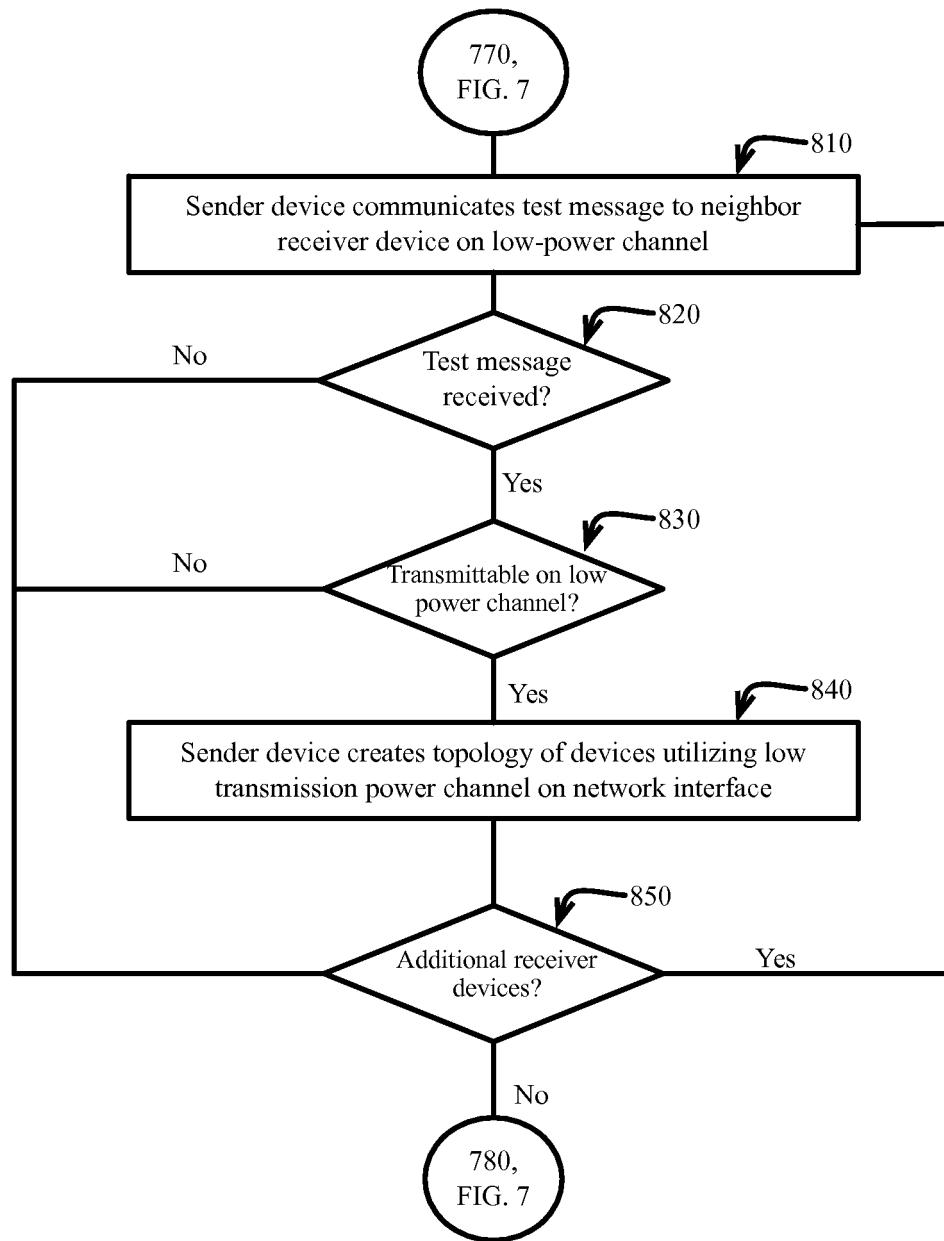 770,
FIG. 7
810
Sender device communicates test message to neighbor
receiver device on low-power channel
820
No
Test message
received?
Yes
830
No
Transmittable on low
power channel?
Yes
840
Sender device creates topology of devices utilizing low
transmission power channel on network interface
850
Additional receiver
devices?
Yes
No
780,
FIG. 7